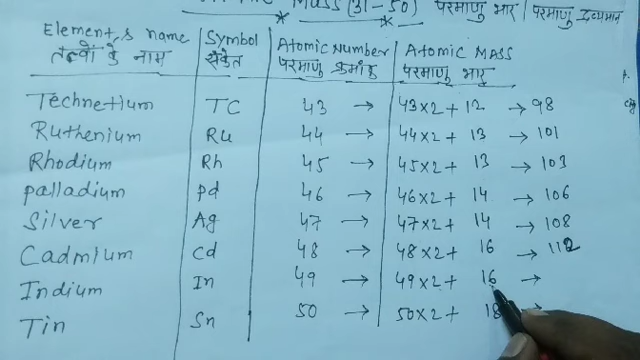 MASS (31-50) परमाणु भार | परमाणु द्रव्यमान
Element,s name Symbol Atomic Number Atomic MASS
तत्वों के नाम संकेत परमाणु क्रमांक परमाणु भार
Technetium TC 43 → 43×2+ 12 → 98
Ruthenium Ru 44 → 44×2+ 13 → 101
Rhodium Rh 45 → 45×2+ 13 → 103
palladium Pd 46 → 46×2+ 14 → 106
Silver Ag 47 → 47×2+ 14 → 108
Cadmium Cd 48 → 48×2+ 16 → 112
Indium In 49 → 49×2+ 16 →
Tin Sn 50 → 50×2+ 18 →